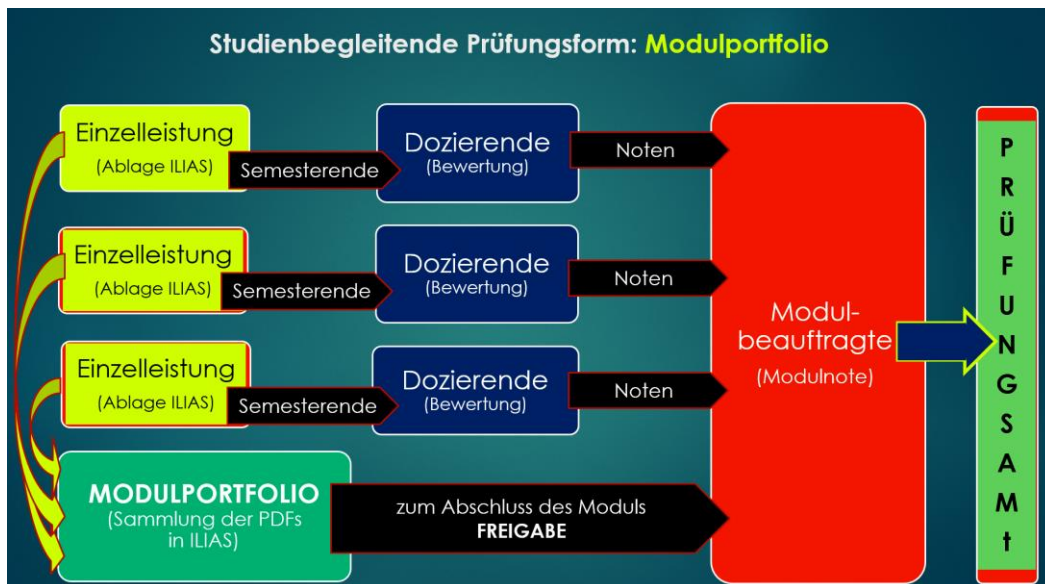 Studienbegleitende Prüfungsform: Modulportfolio
Einzelleistung
(Ablage ILIAS)
Semesterende
Dozierende
(Bewertung)
Noten
Einzelleistung
(Ablage ILIAS)
Semesterende
Dozierende
(Bewertung)
Noten
Einzelleistung
(Ablage ILIAS)
Semesterende
Dozierende
(Bewertung)
Noten
MODULPORTFOLIO
(Sammlung der PDFs
in ILIAS)
zum Abschluss des Moduls
FREIGABE
Modul-
beauftragte
(Modulnote)
P
R
Ü
F
U
N
G
S
A
M
t